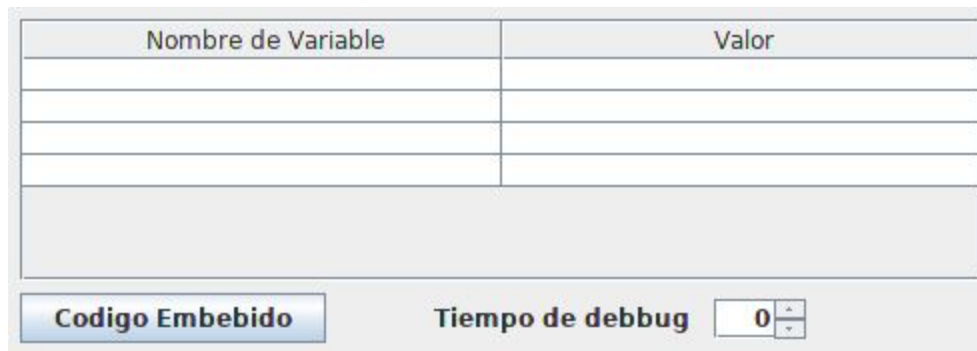 Nombre de Variable Valor
Codigo Embebido Tiempo de debbug 0